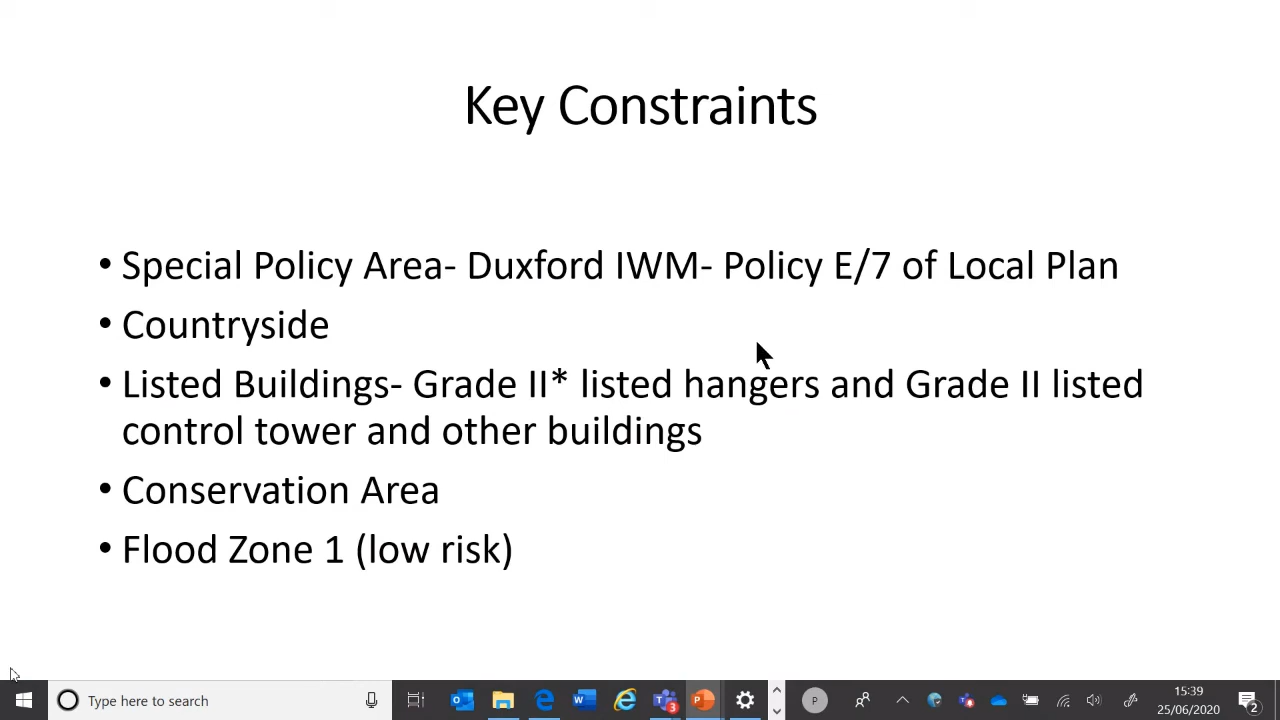 Key Constraints
• Special Policy Area- Duxford IWM- Policy E/7 of Local Plan
• Countryside
• Listed Buildings- Grade II* listed hangers and Grade II listed
control tower and other buildings
• Conservation Area
• Flood Zone 1 (low risk)
Type here to search
3
P
P
15:39
25/06/2020
2